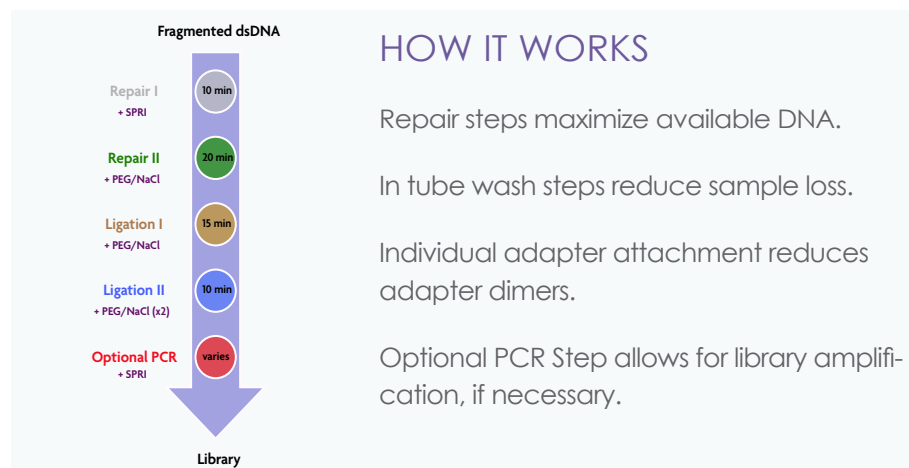 Fragmented dsDNA
Repair I
+ SPRI
10 min
Repair II
+ PEG/NaCl
20 min
Ligation I
+ PEG/NaCl
15 min
Ligation II
+ PEG/NaCl (x2)
10 min
Optional PCR
+ SPRI
varies
Library
HOW IT WORKS
Repair steps maximize available DNA.
In tube wash steps reduce sample loss.
Individual adapter attachment reduces
adapter dimers.
Optional PCR Step allows for library amplifi-
cation, if necessary.